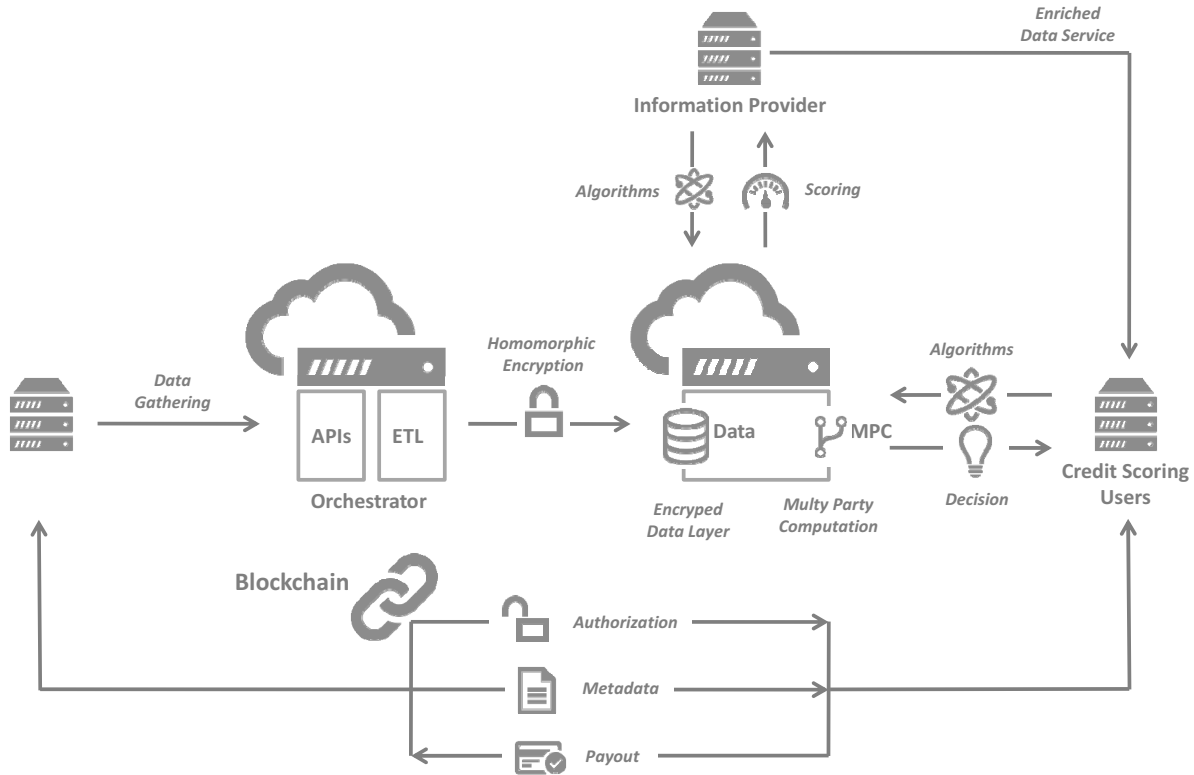 Enriched
Data Service
Information Provider
Algorithms
Scoring
Homomorphic
Encryption
Algorithms
Data
Gathering
APIs
ETL
Data
MPC
Orchestrator
Credit Scoring
Users
Encryped
Data Layer
Multy Party
Computation
Decision
Blockchain
Authorization
Metadata
Payout